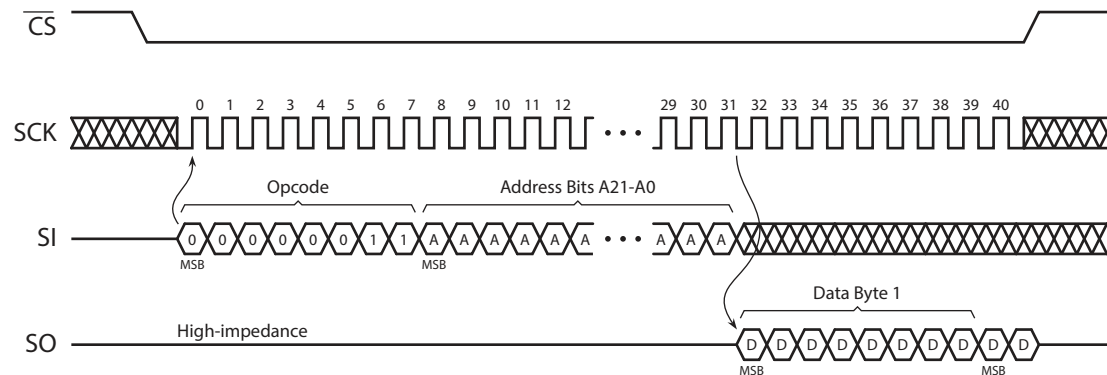 CS
0 1 2 3 4 5 6 7 8 9 10 11 12 29 30 31 32 33 34 35 36 37 38 39 40
SCK
Opcode Address Bits A21-A0
SI 0 0 0 0 0 0 1 1 A A A A A A A A A
MSB MSB
Data Byte 1
High-impedance
SO D D D D D D D D D D
MSB MSB